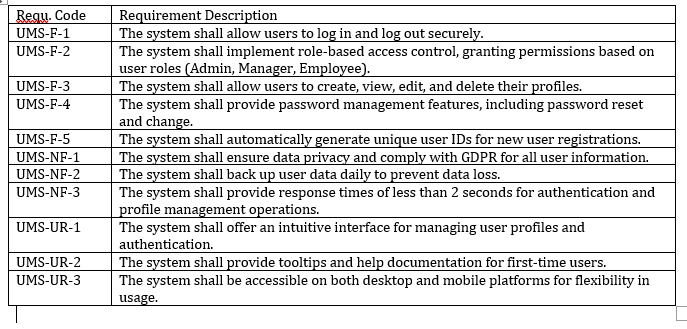 Requ. Code Requirement Description
UMS-F-1 The system shall allow users to log in and log out securely.
UMS-F-2 The system shall implement role-based access control, granting permissions based on
user roles (Admin, Manager, Employee).
UMS-F-3 The system shall allow users to create, view, edit, and delete their profiles.
UMS-F-4 The system shall provide password management features, including password reset
and change.
UMS-F-5 The system shall automatically generate unique user IDs for new user registrations.
UMS-NF-1 The system shall ensure data privacy and comply with GDPR for all user information.
UMS-NF-2 The system shall back up user data daily to prevent data loss.
UMS-NF-3 The system shall provide response times of less than 2 seconds for authentication and
profile management operations.
UMS-UR-1 The system shall offer an intuitive interface for managing user profiles and
authentication.
UMS-UR-2 The system shall provide tooltips and help documentation for first-time users.
UMS-UR-3 The system shall be accessible on both desktop and mobile platforms for flexibility in
usage.